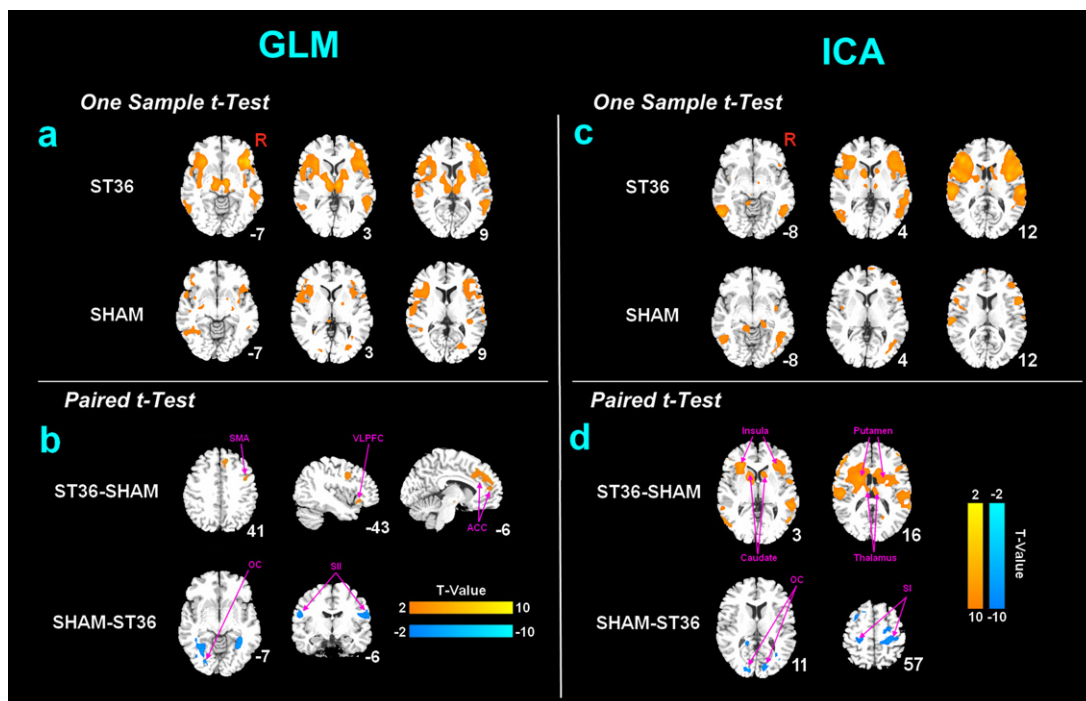 GLM
ICA
One Sample t-Test
a
R
ST36
-7
3
9
SHAM
-7
3
9
Paired t-Test
b
SMA
VLPFC
ST36-SHAM
41
-43
ACC
-6
OC
SII
SHAM-ST36
T-Value
2
10
-2
-10
-7
-6
One Sample t-Test
c
R
ST36
-8
4
12
SHAM
-8
4
12
Paired t-Test
d
Insula
Putamen
ST36-SHAM
3
16
Caudate
Thalamus
OC
SI
SHAM-ST36
11
57
2
-2
T-Value
10
-10